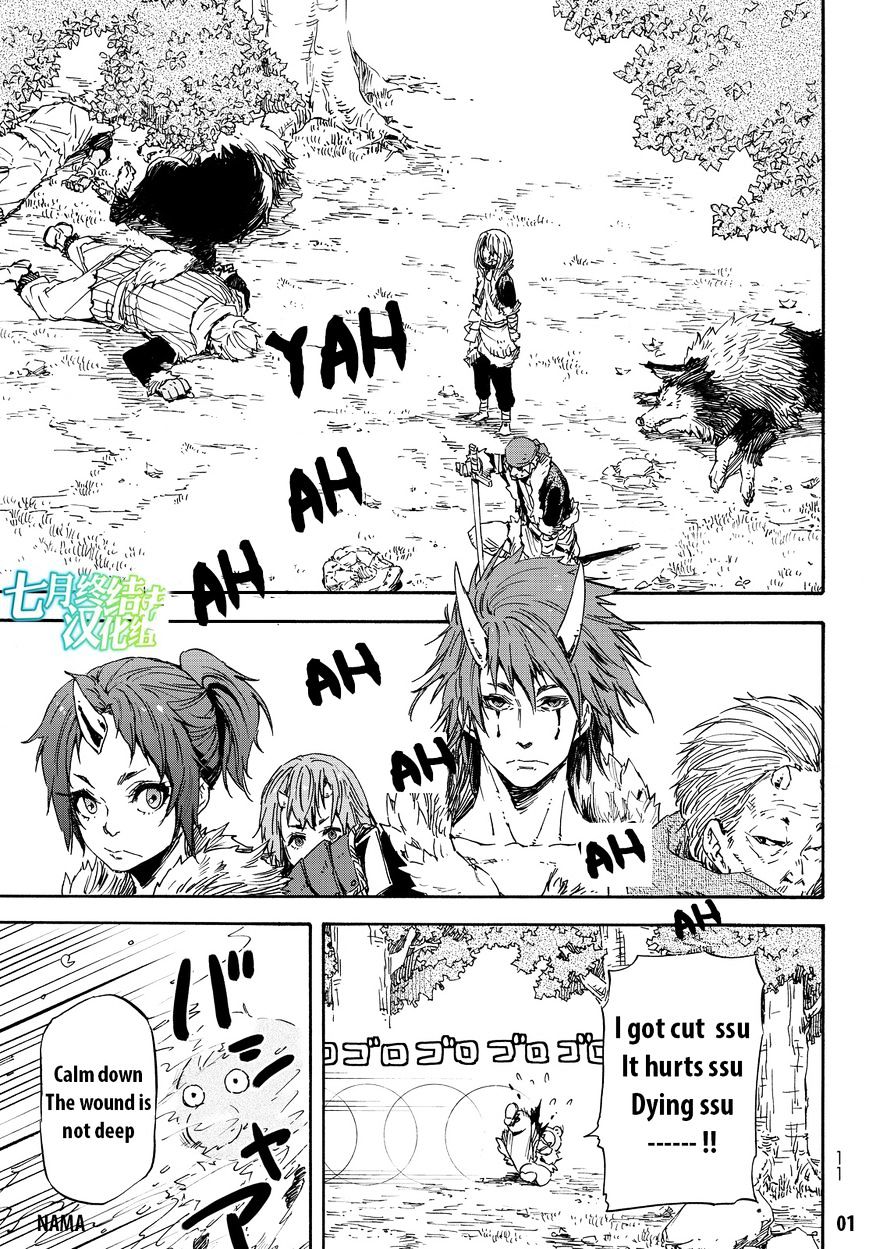 YAH
AH
AH
七月终结
汉化组
AH
AH
AH
AH
I got cut ssu
It hurts ssu
Dying ssu
------ !!
ゴロゴロゴロゴロ
バシャア
Calm down
The wound is
not deep
11
NAMA
01